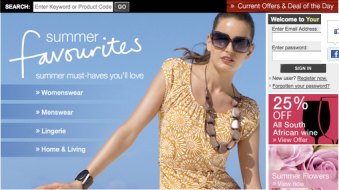 SEARCH: Enter Keyword or Product Code GO
» Current Offers & Deal of the Day
summer
favourites
summer must-haves you'll love
» Womenswear
» Menswear
» Lingerie
» Home & Living
Welcome to Your
Enter Email Address:
Enter password:
SIGN IN
» New user? Register now.
» Forgotten your password?
25%
OFF
All South
African wine
» View Offer
Summer Flowers
» View Now